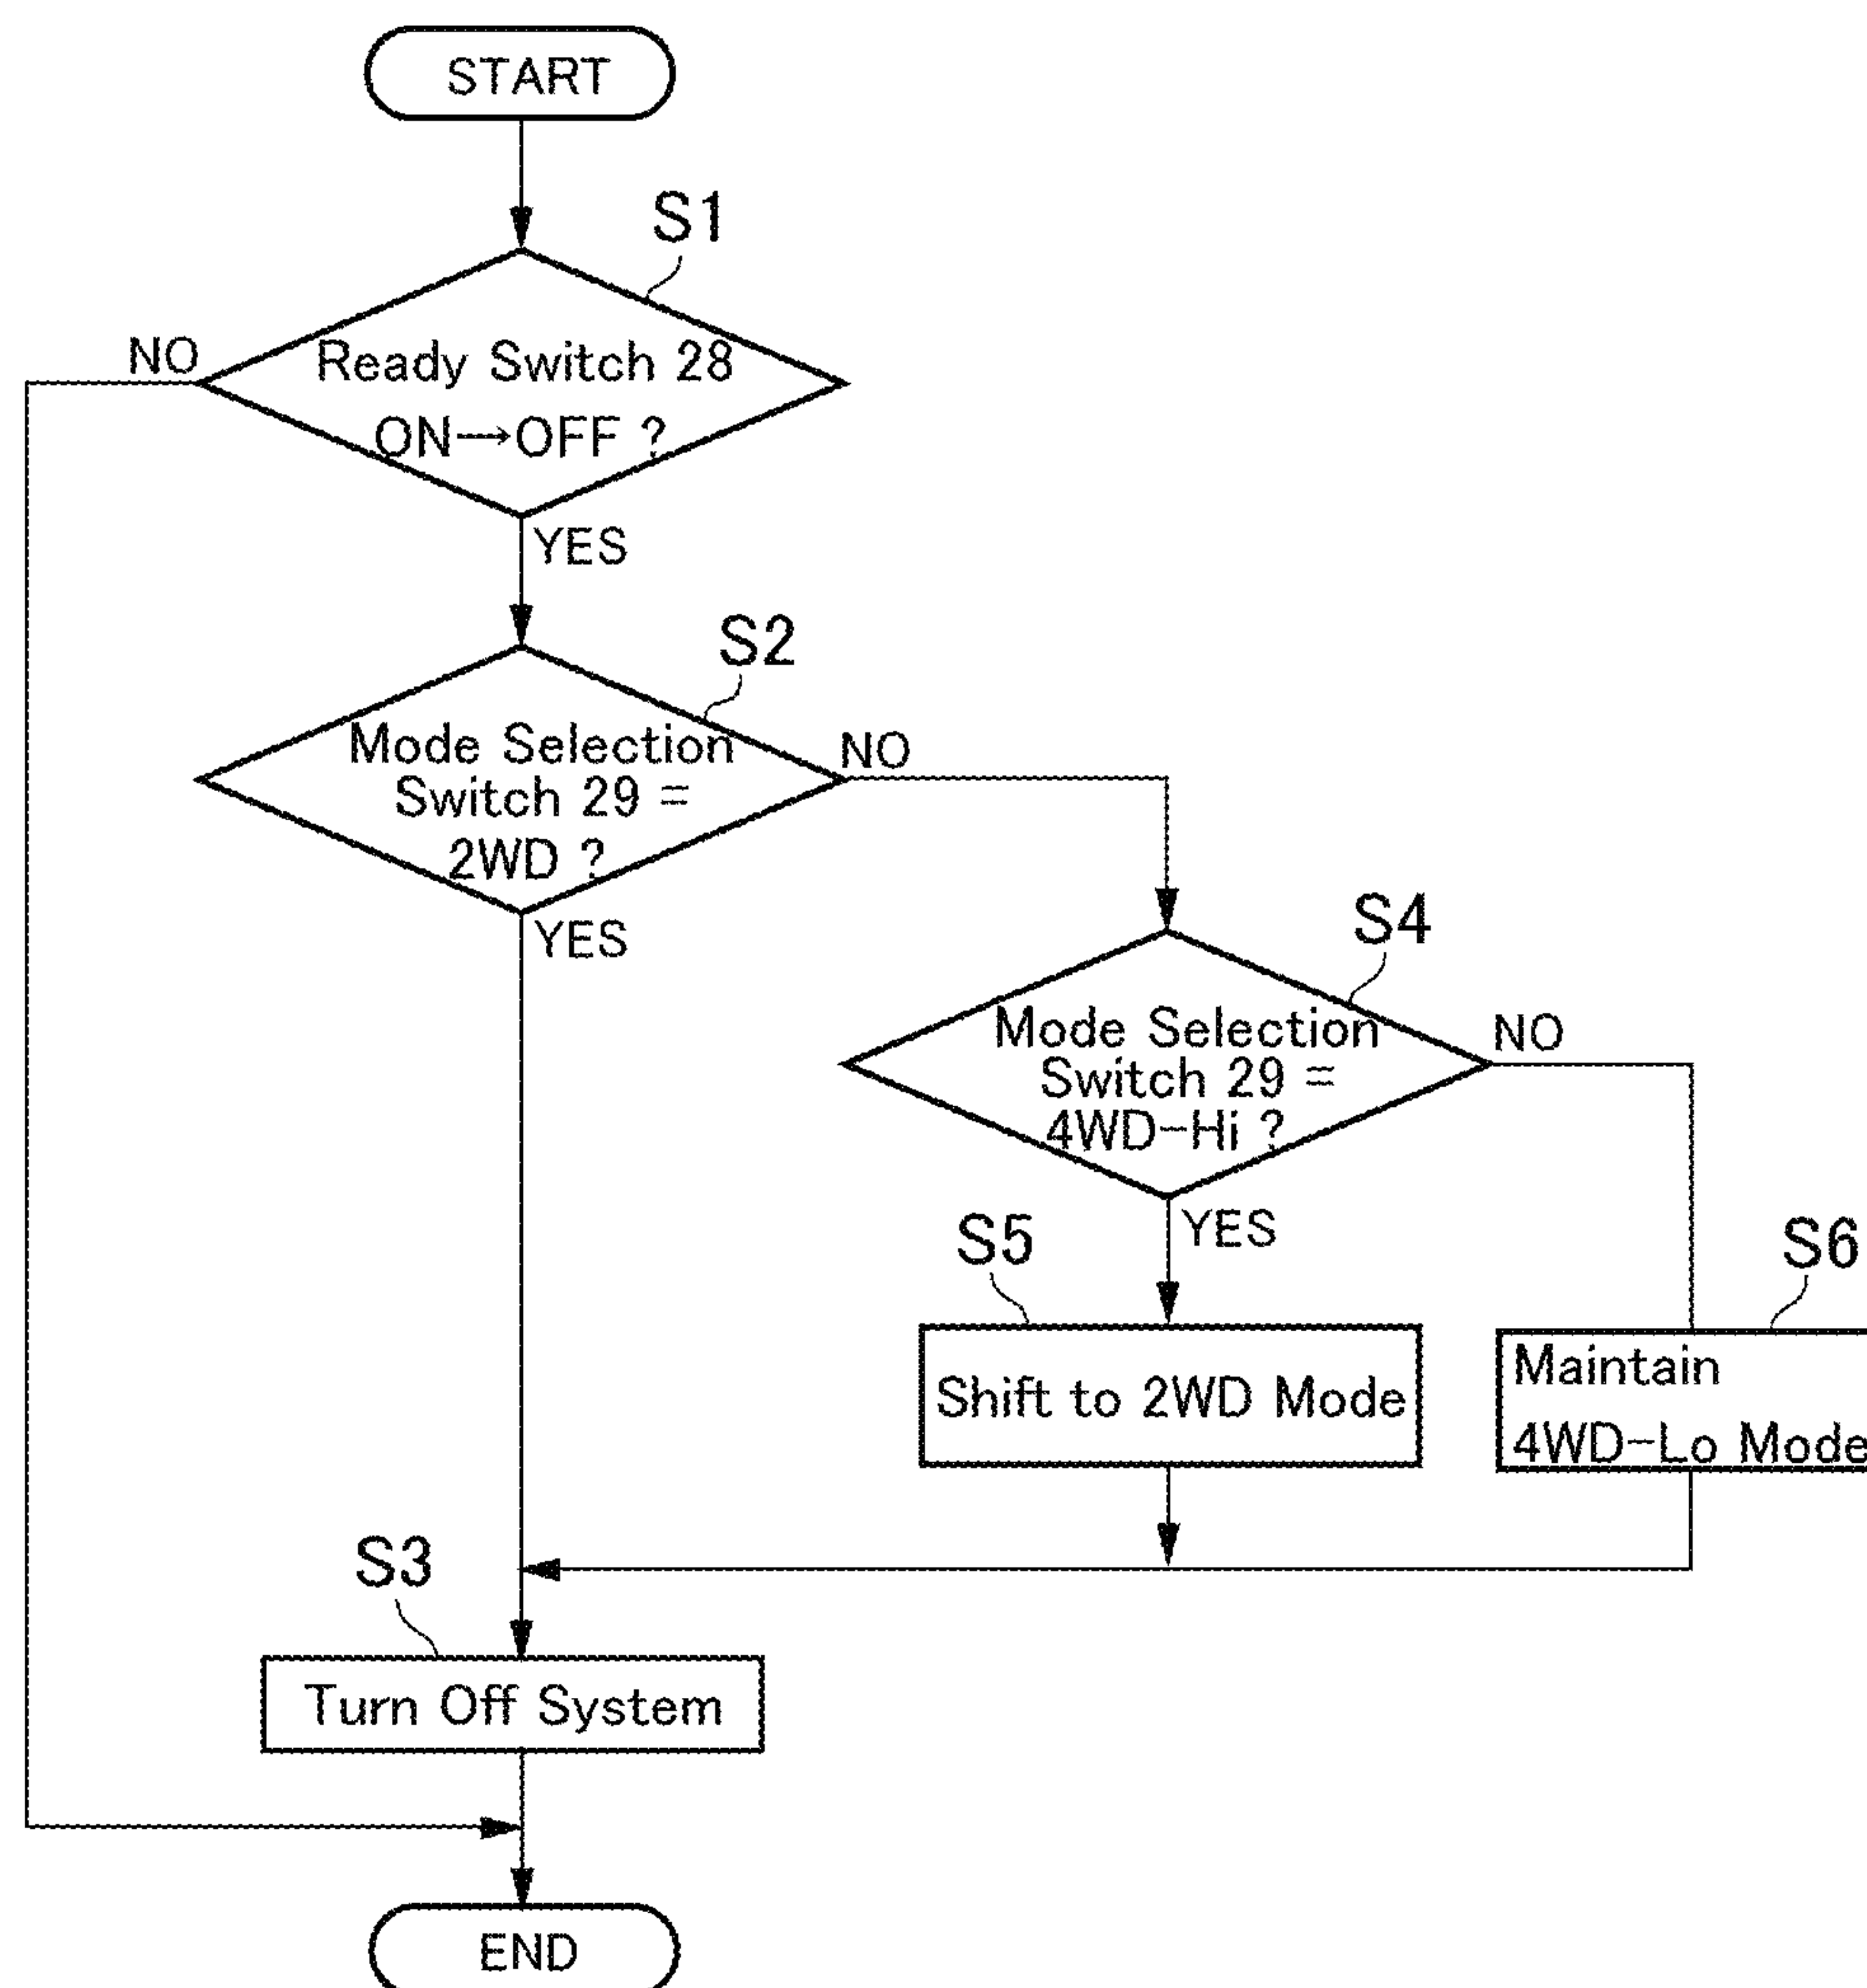 START
S1
NO
Ready Switch 28
ON→OFF ?
YES
S2
Mode Selection
Switch 29 =
2WD ?
NO
YES
S4
Mode Selection
Switch 29 =
4WD-Hi ?
NO
YES
S5
Shift to 2WD Mode
S6
Maintain
4WD-Lo Mode
S3
Turn Off System
END